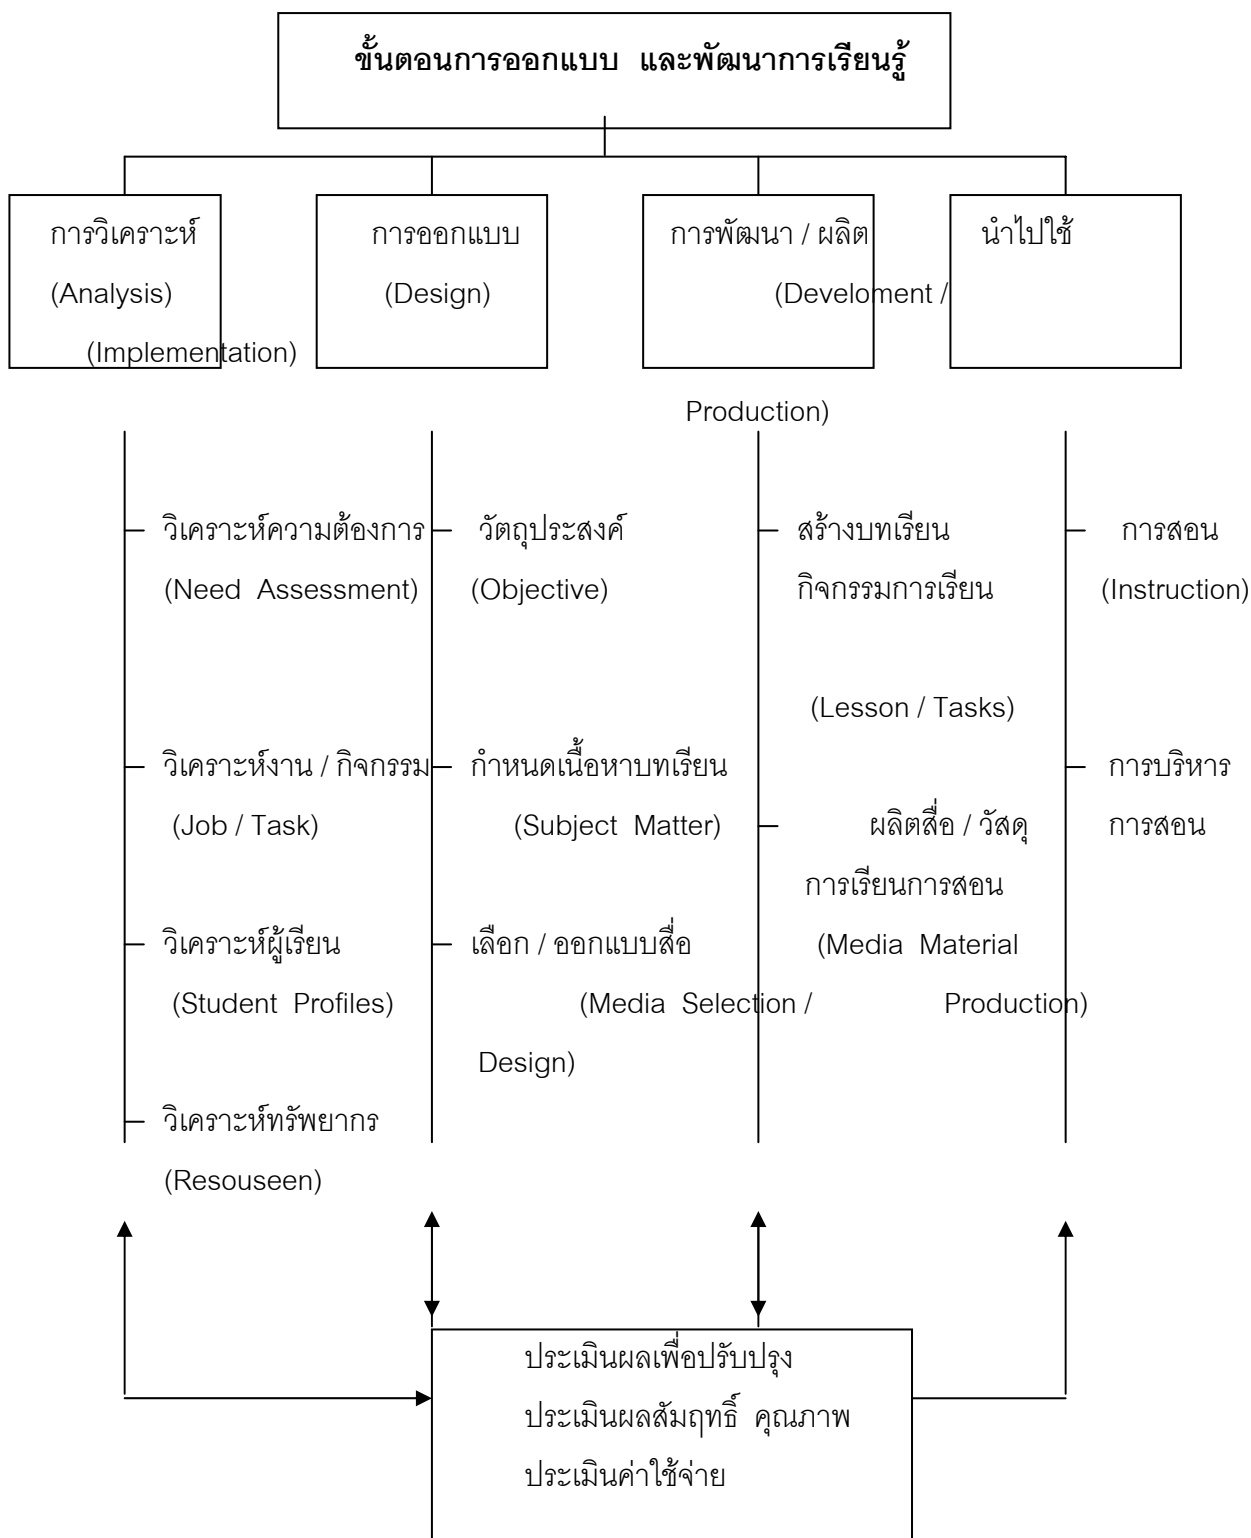 ขั้นตอนการออกแบบ และพัฒนาการเรียนรู้
การวิเคราะห์ การออกแบบ การพัฒนา / ผลิต นำไปใช้
(Analysis) (Design) (Develoment /
(Implementation)
Production)
วิเคราะห์ความต้องการ วัตถุประสงค์ สร้างบทเรียน การสอน
(Need Assessment) (Objective) กิจกรรมการเรียน (Instruction)
(Lesson / Tasks)
วิเคราะห์งาน / กิจกรรม กำหนดเนื้อหาบทเรียน การบริหาร
(Job / Task) (Subject Matter) ผลิตสื่อ / วัสดุ การสอน
การเรียนการสอน
วิเคราะห์ผู้เรียน เลือก / ออกแบบสื่อ (Media Material
(Student Profiles) (Media Selection / Production)
Design)
วิเคราะห์ทรัพยากร
(Resouseen)
ประเมินผลเพื่อปรับปรุง
ประเมินผลสัมฤทธิ์ คุณภาพ
ประเมินค่าใช้จ่าย